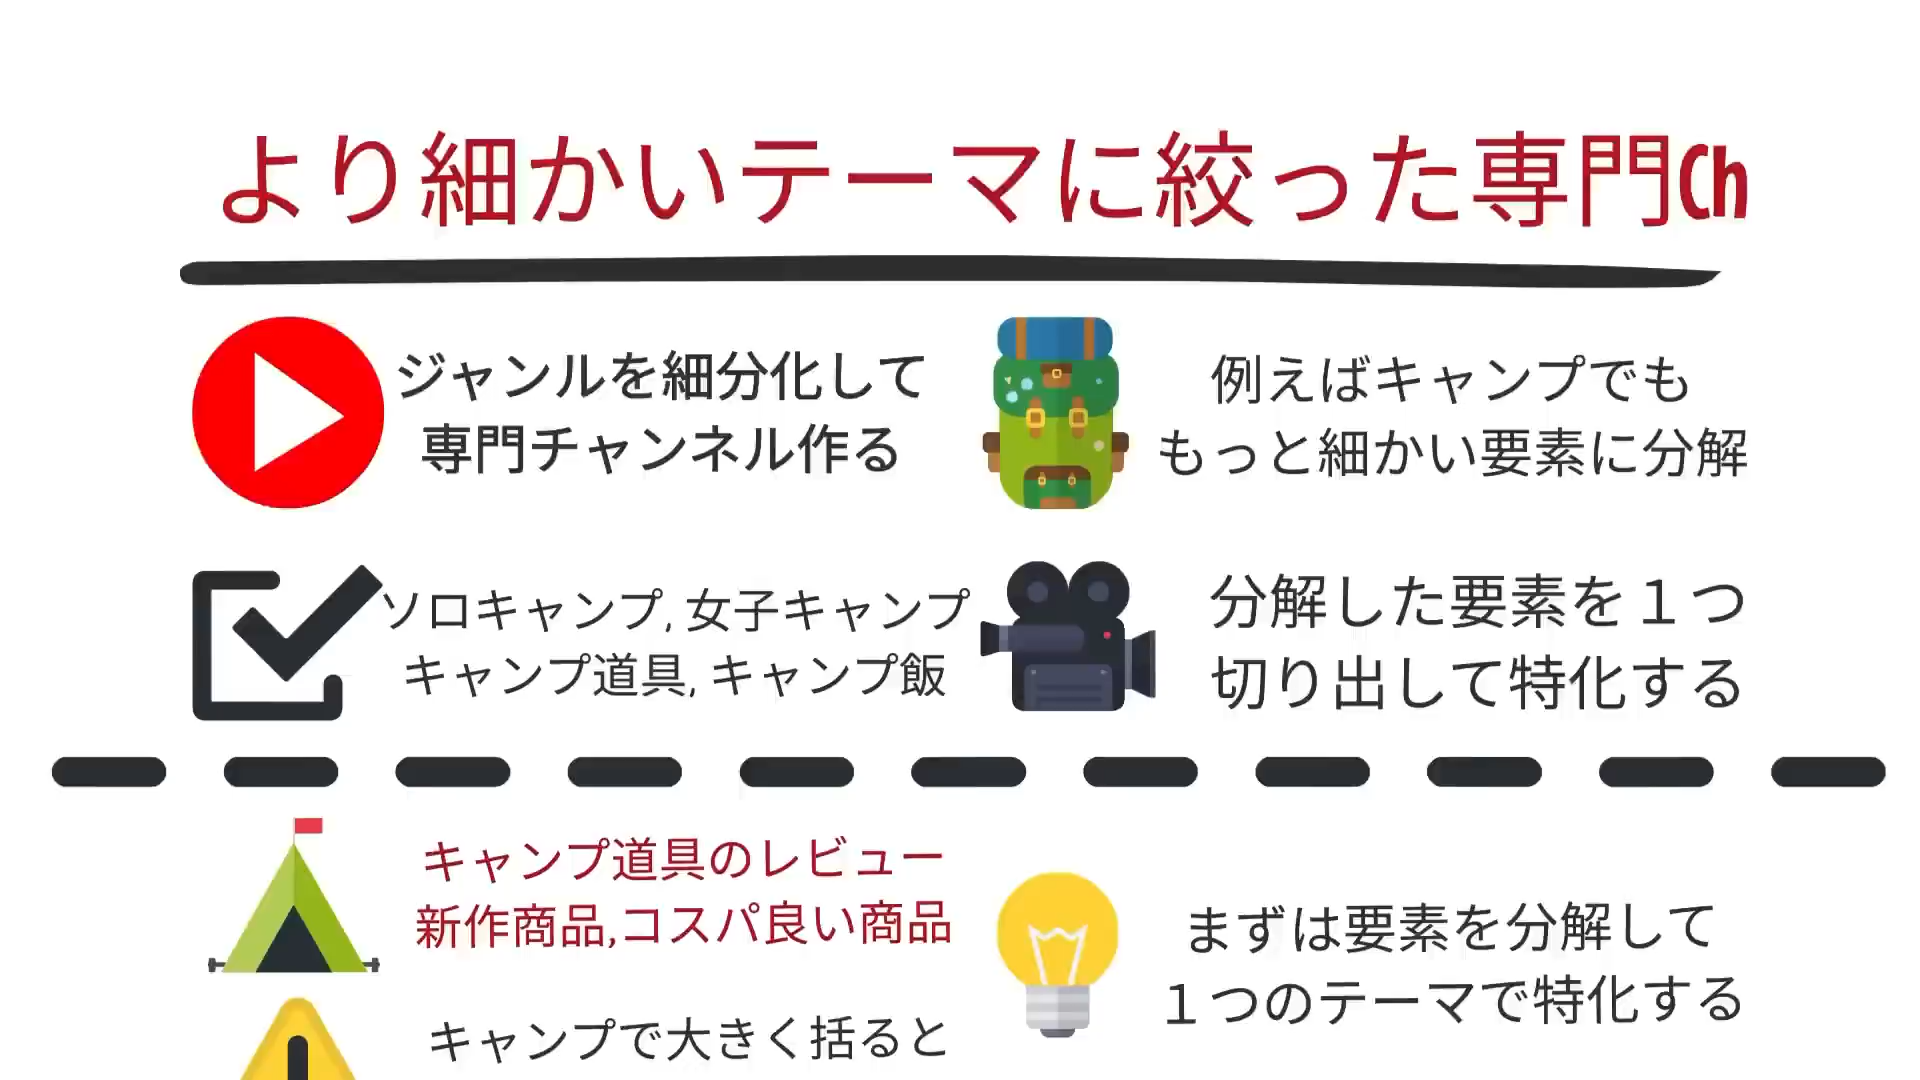 より細かいテーマに絞った専門Ch
ジャンルを細分化して
専門チャンネル作る
例えばキャンプでも
もっと細かい要素に分解
ソロキャンプ, 女子キャンプ
キャンプ道具, キャンプ飯
分解した要素を１つ
切り出して特化する
キャンプ道具のレビュー
新作商品,コスパ良い商品
キャンプで大きく括ると
まずは要素を分解して
１つのテーマで特化する